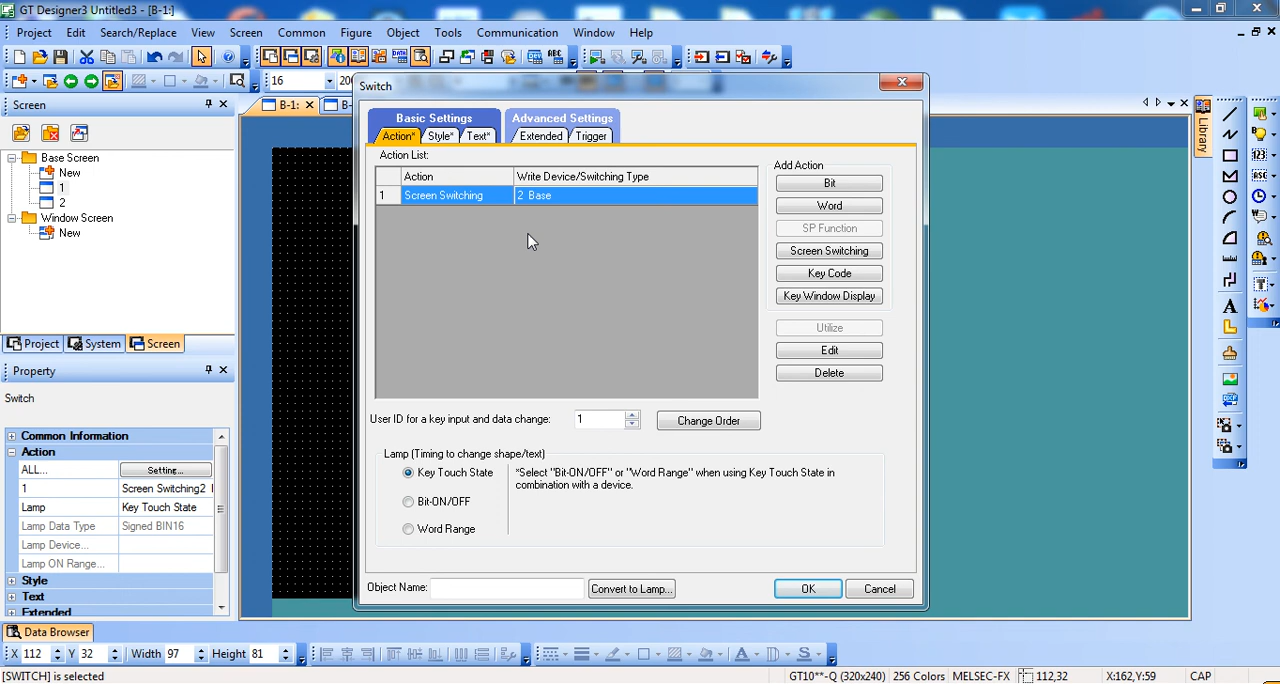 GT Designer3 Untitled3 - [B-1:]
Project Edit Search/Replace View Screen Common Figure Object Tools Communication Window Help
16
Screen
B-1:
Library
Base Screen
New
1
2
Window Screen
New
Project System Screen
Property
Switch
Common Information
Action
ALL... Setting...
1 Screen Switching2
Lamp Key Touch State
Lamp Data Type Signed BIN16
Lamp Device...
Lamp ON Range...
Style
Text
Extended
Switch
Basic Settings Advanced Settings
Action* Style* Text* Extended Trigger
Action List:
Action Write Device/Switching Type
1 Screen Switching 2 Base
Add Action
Bit
Word
SP Function
Screen Switching
Key Code
Key Window Display
Utilize
Edit
Delete
User ID for a key input and data change: 1 Change Order
Lamp (Timing to change shape/text)
Key Touch State
Bit-ON/OFF
Word Range
*Select "Bit-ON/OFF" or "Word Range" when using Key Touch State in
combination with a device.
Object Name: Convert to Lamp... OK Cancel
Data Browser
X 112 Y 32 Width 97 Height 81
[SWITCH] is selected GT10**-Q (320x240) 256 Colors MELSEC-FX 112,32 X:162,Y:59 CAP